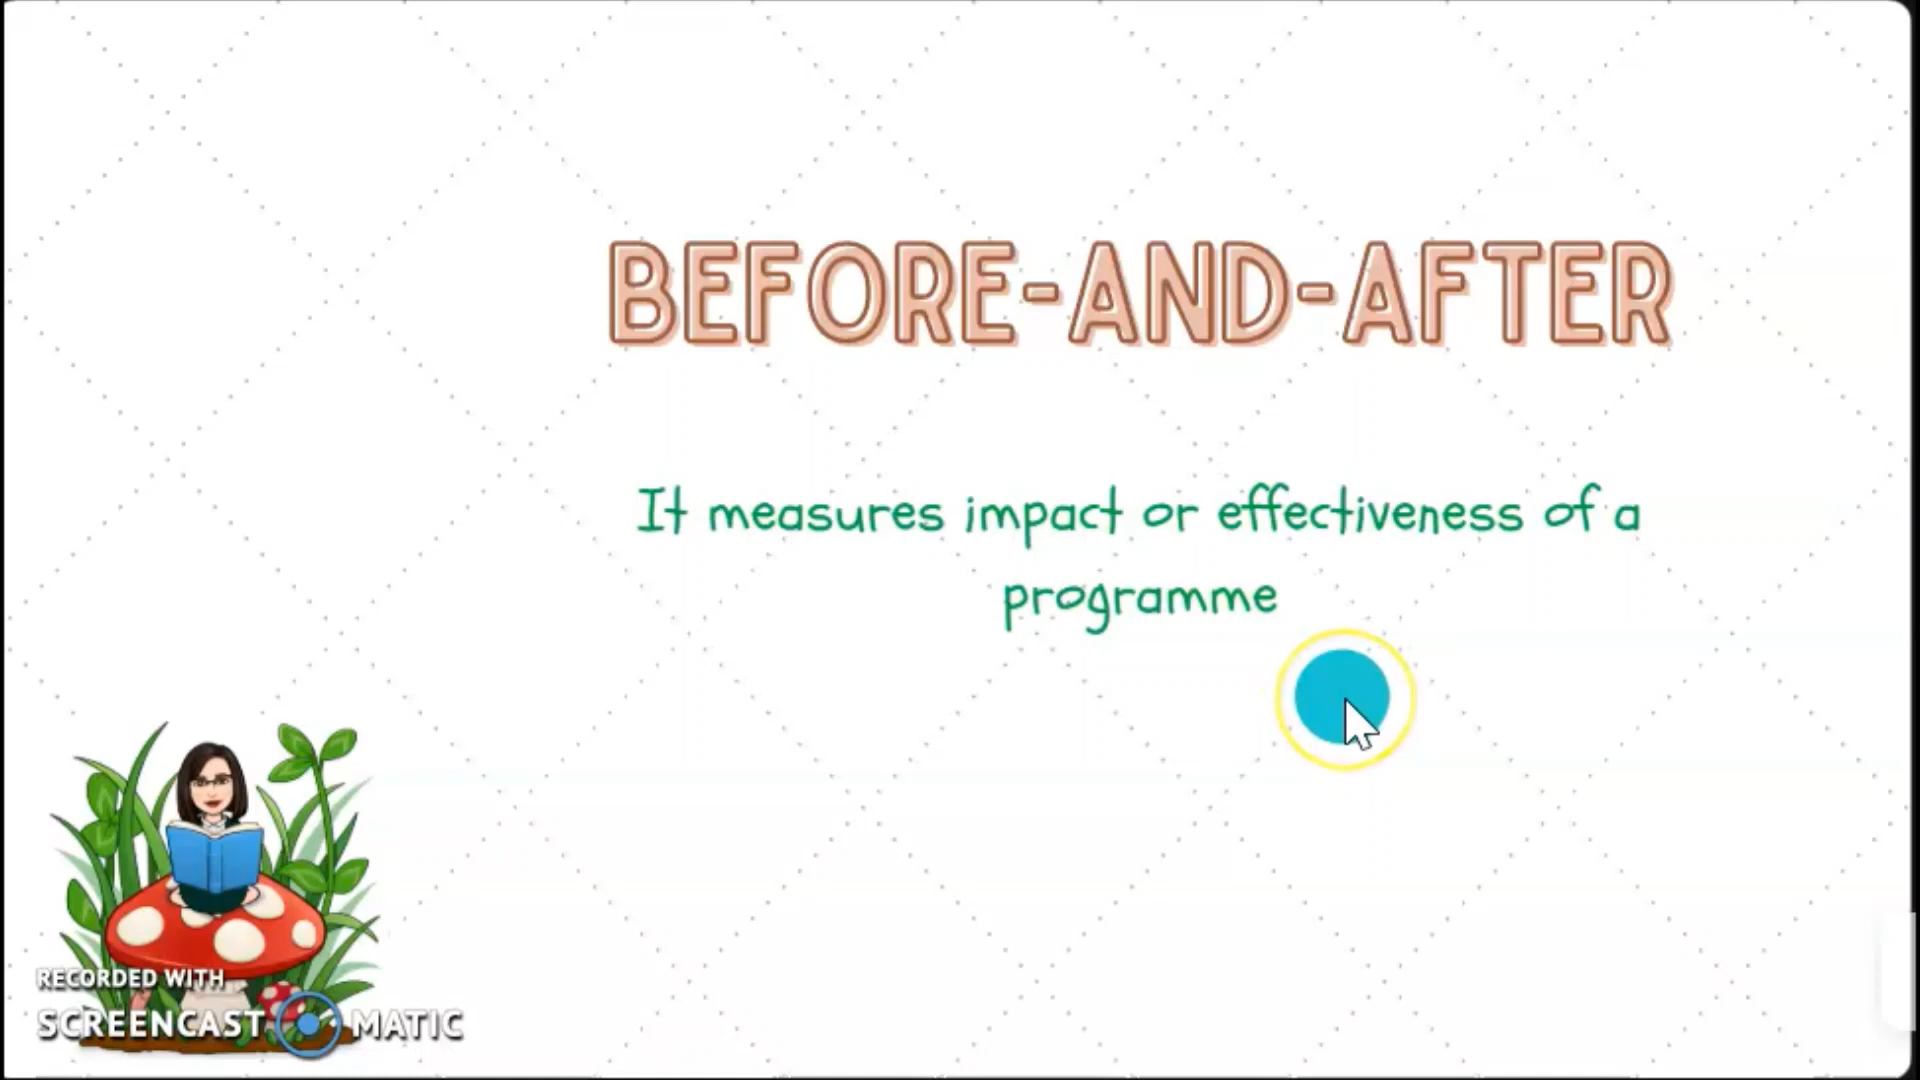 BEFORE-AND-AFTER
It measures impact or effectiveness of a
programme
RECORDED WITH
SCREENCAST MATIC